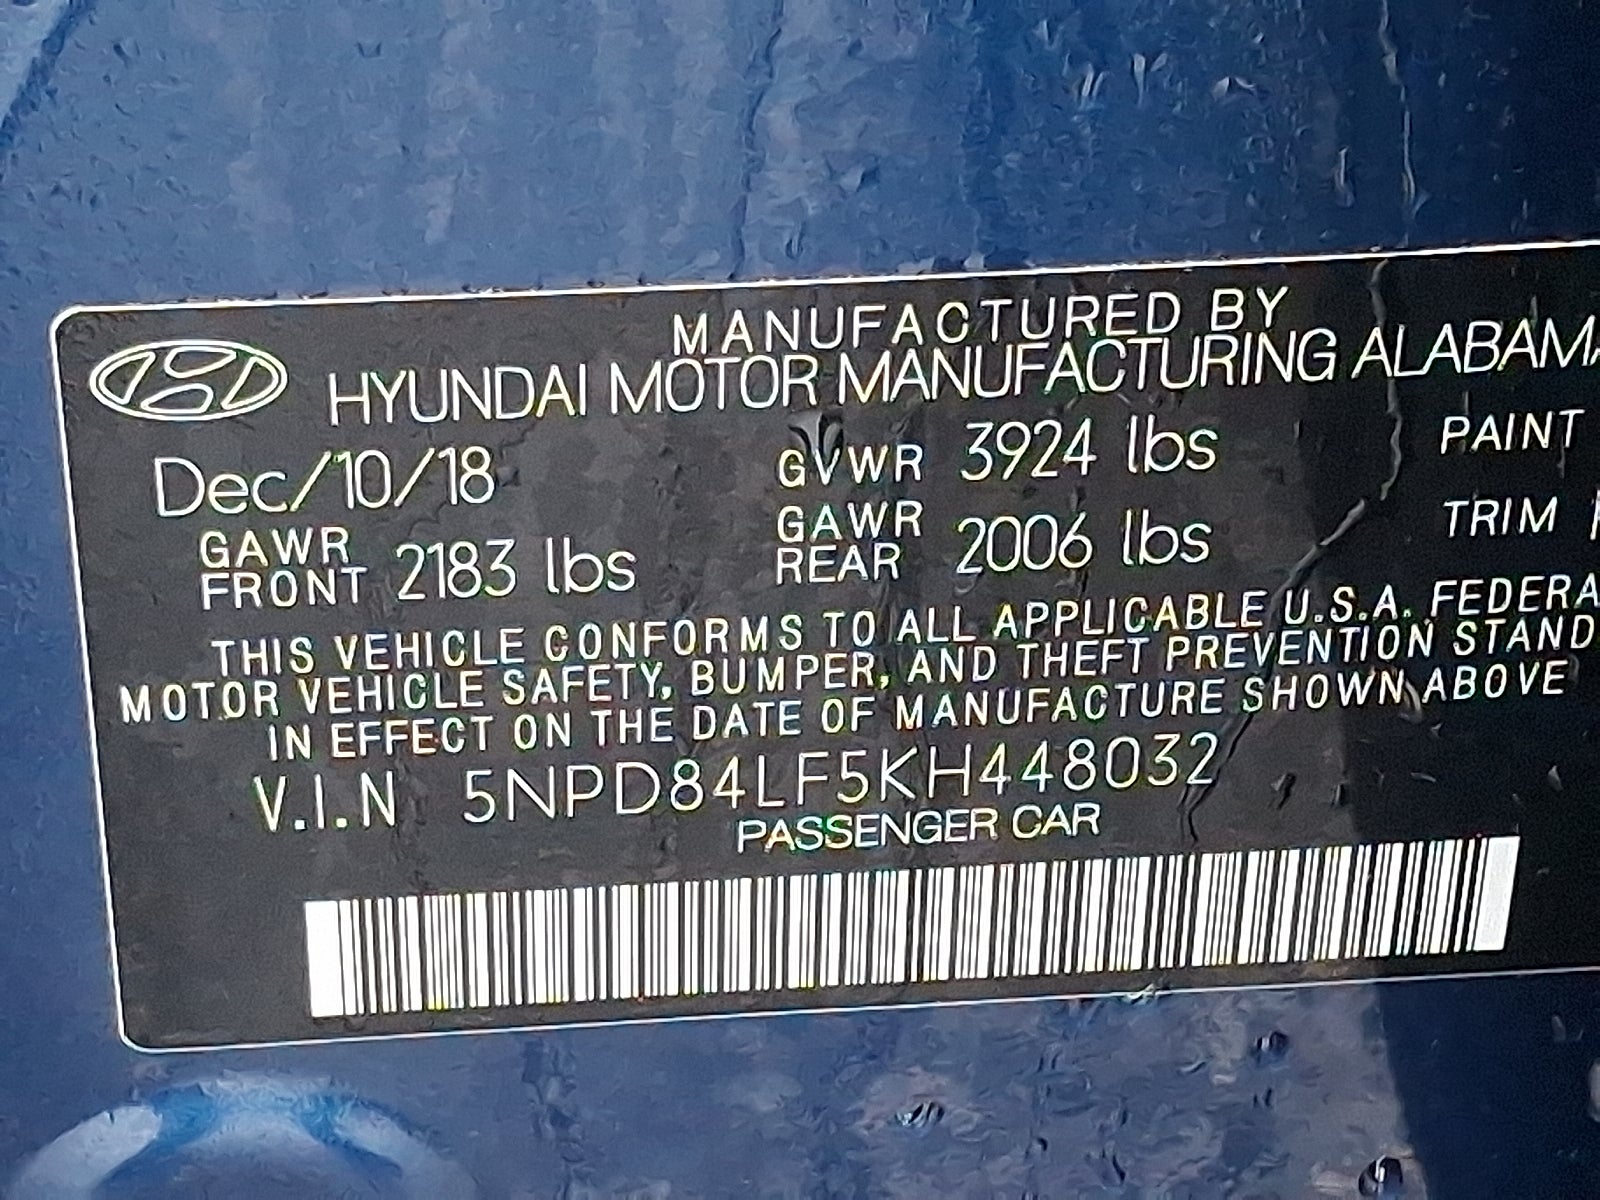 MANUFACTURED BY
HYUNDAI MOTOR MANUFACTURING ALABAMA
Dec/10/18 GVWR 3924 lbs PAINT
GAWR FRONT 2183 lbs GAWR REAR 2006 lbs TRIM
THIS VEHICLE CONFORMS TO ALL APPLICABLE U.S.A. FEDERA
MOTOR VEHICLE SAFETY, BUMPER, AND THEFT PREVENTION STAND
IN EFFECT ON THE DATE OF MANUFACTURE SHOWN ABOVE
V.I.N 5NPD84LF5KH448032
PASSENGER CAR